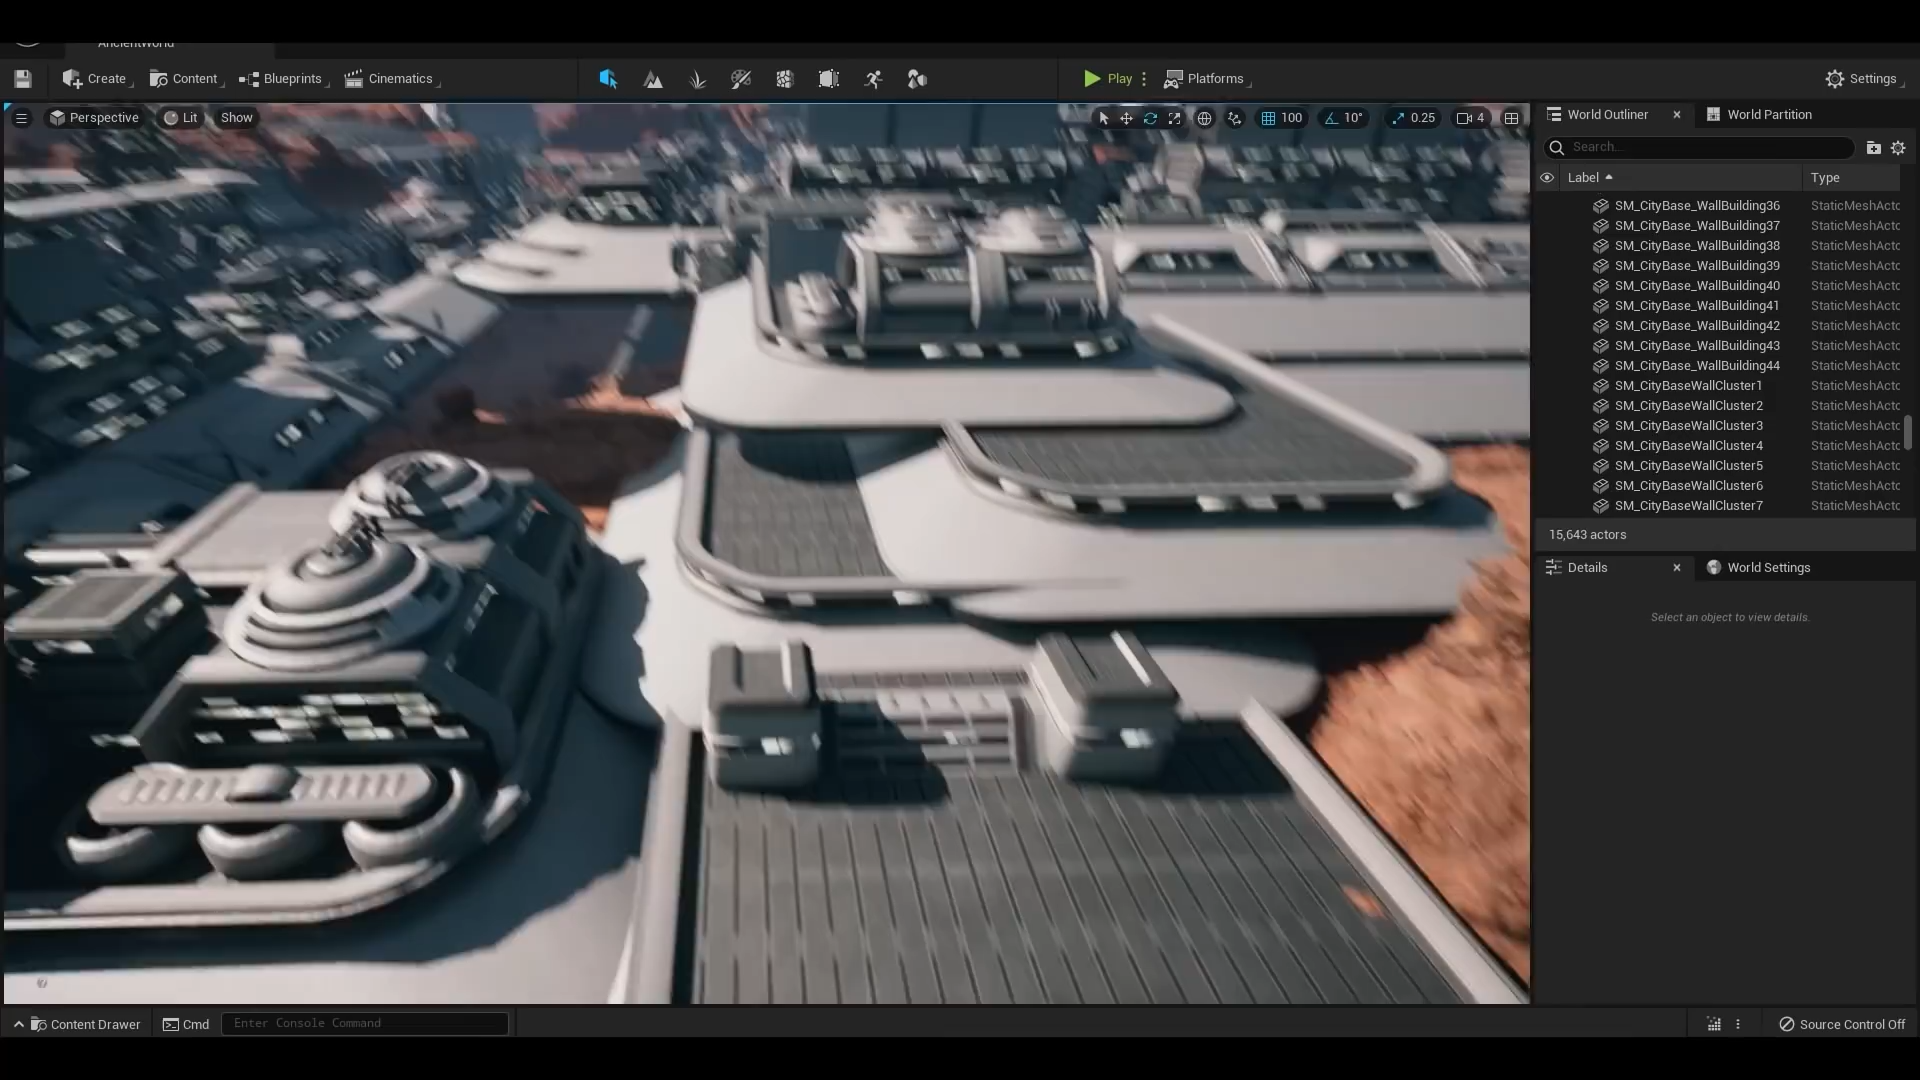 AncientWorld
Create
Content
Blueprints
Cinematics
Play
Platforms
Settings
Perspective
Lit
Show
100
10°
0.25
4
World Outliner
World Partition
Search...
Label
Type
SM_CityBase_WallBuilding36 StaticMeshActo
SM_CityBase_WallBuilding37 StaticMeshActo
SM_CityBase_WallBuilding38 StaticMeshActo
SM_CityBase_WallBuilding39 StaticMeshActo
SM_CityBase_WallBuilding40 StaticMeshActo
SM_CityBase_WallBuilding41 StaticMeshActo
SM_CityBase_WallBuilding42 StaticMeshActo
SM_CityBase_WallBuilding43 StaticMeshActo
SM_CityBase_WallBuilding44 StaticMeshActo
SM_CityBaseWallCluster1 StaticMeshActo
SM_CityBaseWallCluster2 StaticMeshActo
SM_CityBaseWallCluster3 StaticMeshActo
SM_CityBaseWallCluster4 StaticMeshActo
SM_CityBaseWallCluster5 StaticMeshActo
SM_CityBaseWallCluster6 StaticMeshActo
SM_CityBaseWallCluster7 StaticMeshActo
15,643 actors
Details
World Settings
Select an object to view details.
Content Drawer
Cmd
Enter Console Command
Source Control Off